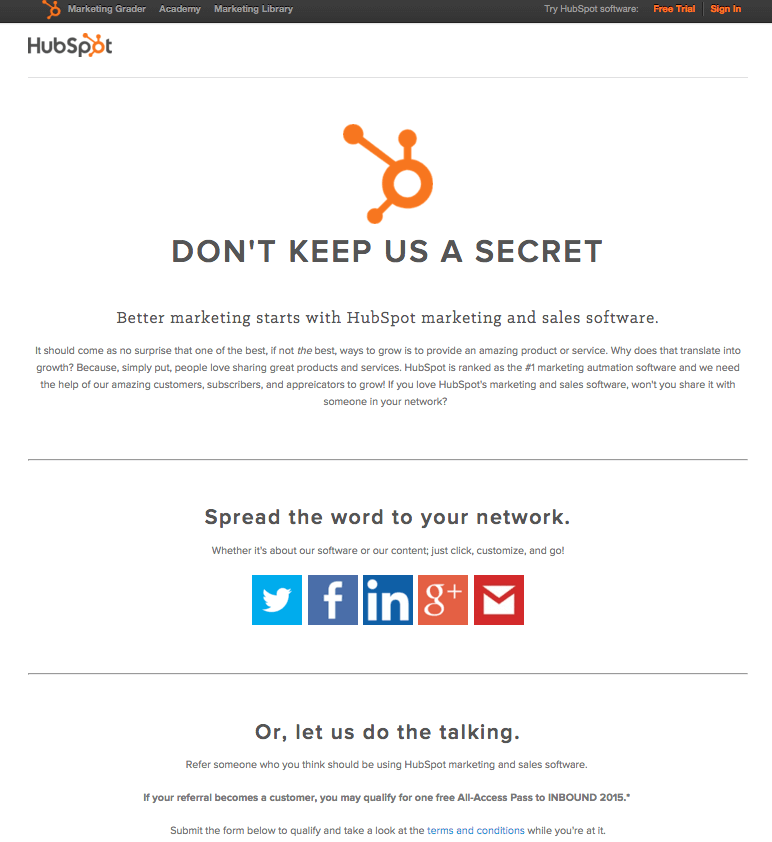 Marketing Grader Academy Marketing Library Try HubSpot software: Free Trial Sign In
HubSpot
DON'T KEEP US A SECRET
Better marketing starts with HubSpot marketing and sales software.
It should come as no surprise that one of the best, if not the best, ways to grow is to provide an amazing product or service. Why does that translate into
growth? Because, simply put, people love sharing great products and services. HubSpot is ranked as the #1 marketing autmation software and we need
the help of our amazing customers, subscribers, and appreicators to grow! If you love HubSpot's marketing and sales software, won't you share it with
someone in your network?
Spread the word to your network.
Whether it's about our software or our content; just click, customize, and go!
f in g+
Or, let us do the talking.
Refer someone who you think should be using HubSpot marketing and sales software.
If your referral becomes a customer, you may qualify for one free All-Access Pass to INBOUND 2015.*
Submit the form below to qualify and take a look at the terms and conditions while you're at it.